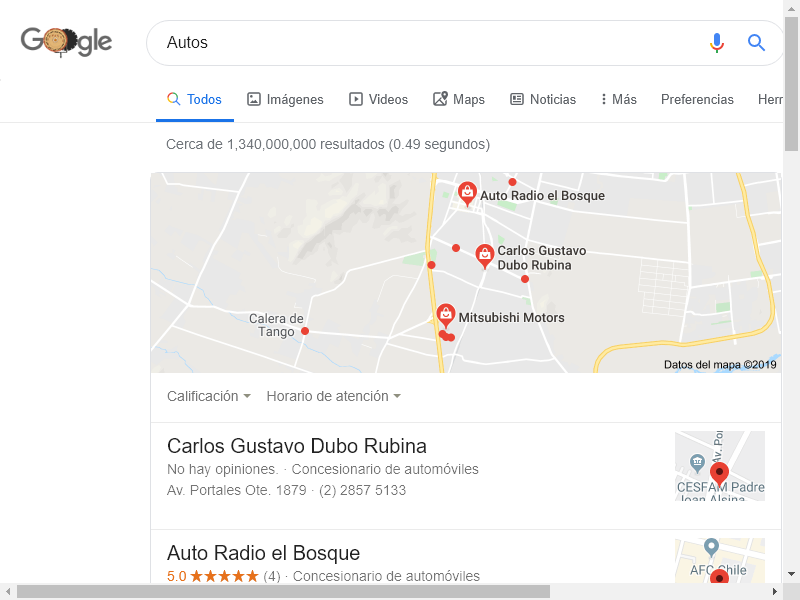 Google
Autos
Todos
Imágenes
Videos
Maps
Noticias
Más
Preferencias
Herr
Cerca de 1,340,000,000 resultados (0.49 segundos)
Auto Radio el Bosque
Carlos Gustavo
Dubo Rubina
Mitsubishi Motors
Calera de
Tango
Datos del mapa ©2019
Calificación
Horario de atención
Carlos Gustavo Dubo Rubina
No hay opiniones. · Concesionario de automóviles
Av. Portales Ote. 1879 · (2) 2857 5133
Av. Por
CESFAM Padre
Joan Alsina
Auto Radio el Bosque
5.0 ★★★★★ (4) · Concesionario de automóviles
AFC Chile